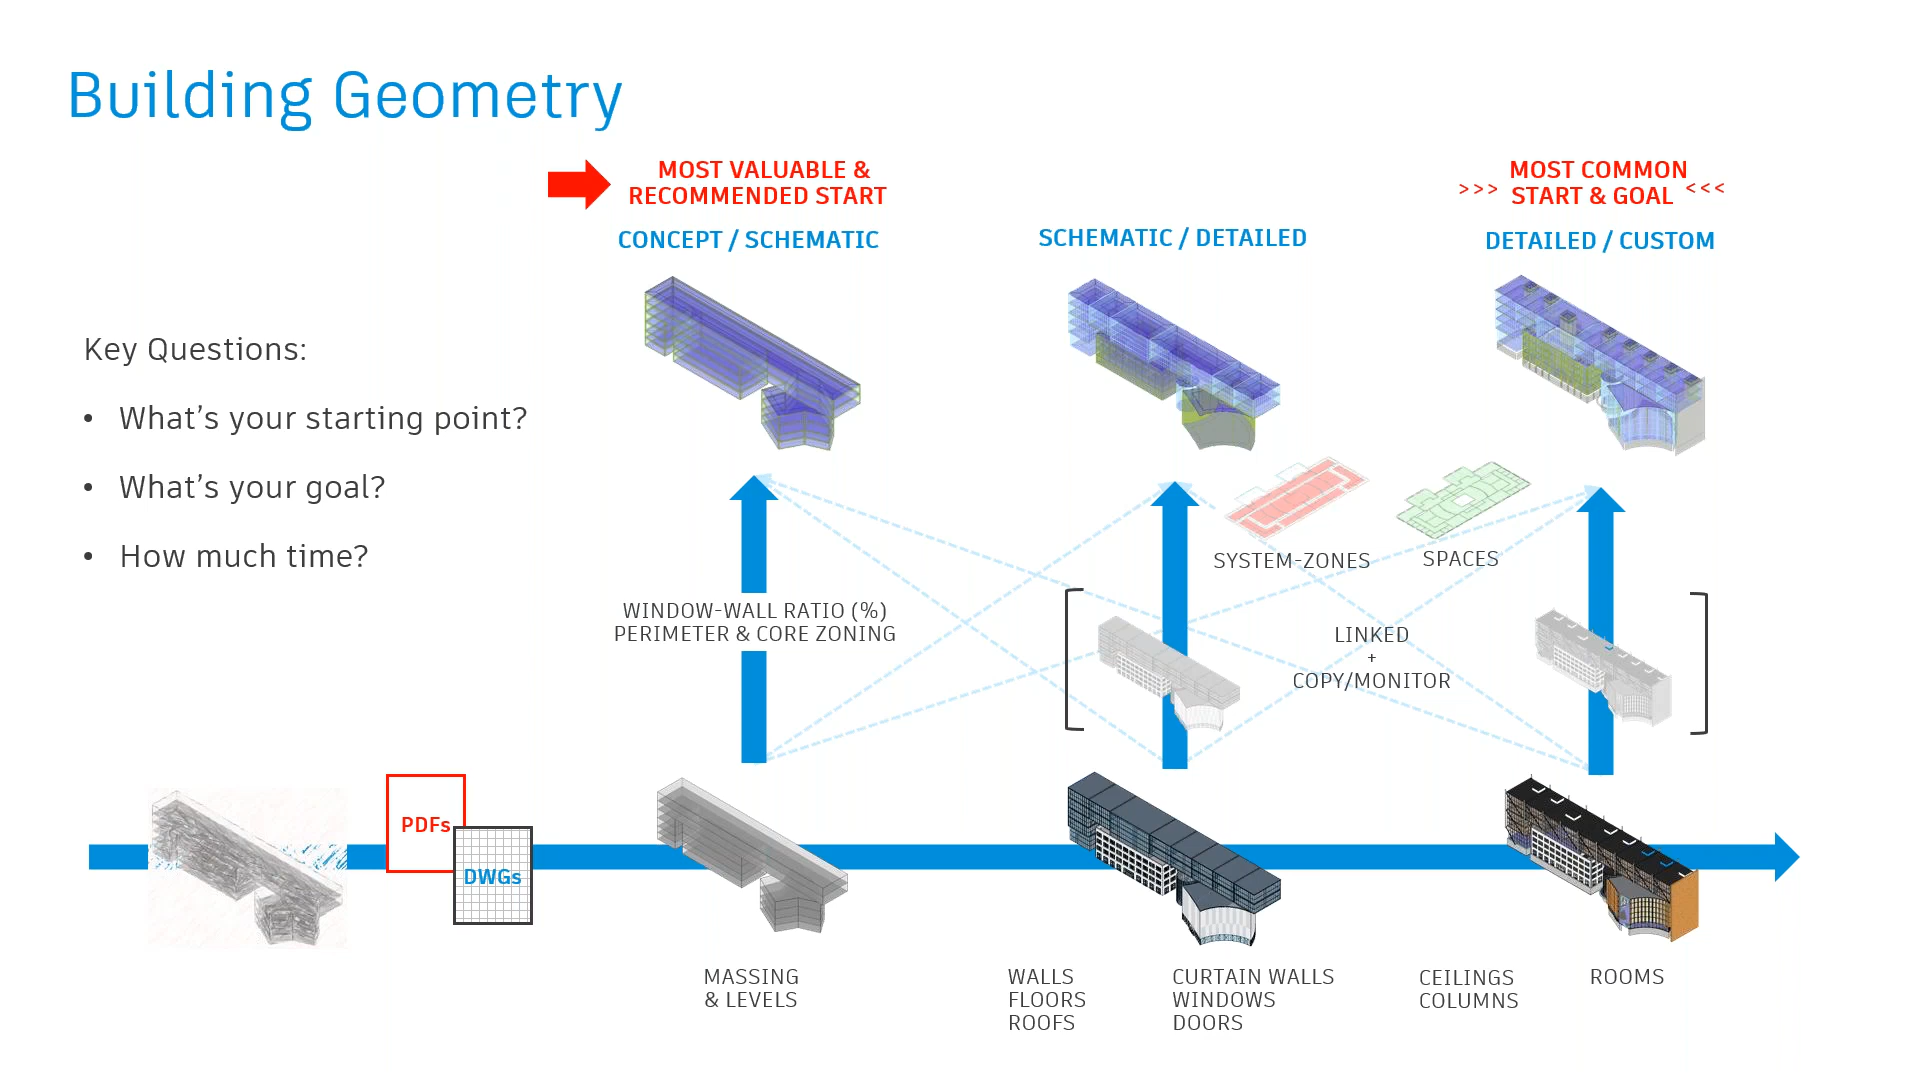 Building Geometry
MOST VALUABLE &
RECOMMENDED START
CONCEPT / SCHEMATIC
SCHEMATIC / DETAILED
MOST COMMON
>>> START & GOAL <<<
DETAILED / CUSTOM
Key Questions:
• What's your starting point?
• What's your goal?
• How much time?
SYSTEM-ZONES
SPACES
WINDOW-WALL RATIO (%)
PERIMETER & CORE ZONING
LINKED
+
COPY/MONITOR
PDFs
DWGs
MASSING
& LEVELS
WALLS
FLOORS
ROOFS
CURTAIN WALLS
WINDOWS
DOORS
CEILINGS
COLUMNS
ROOMS